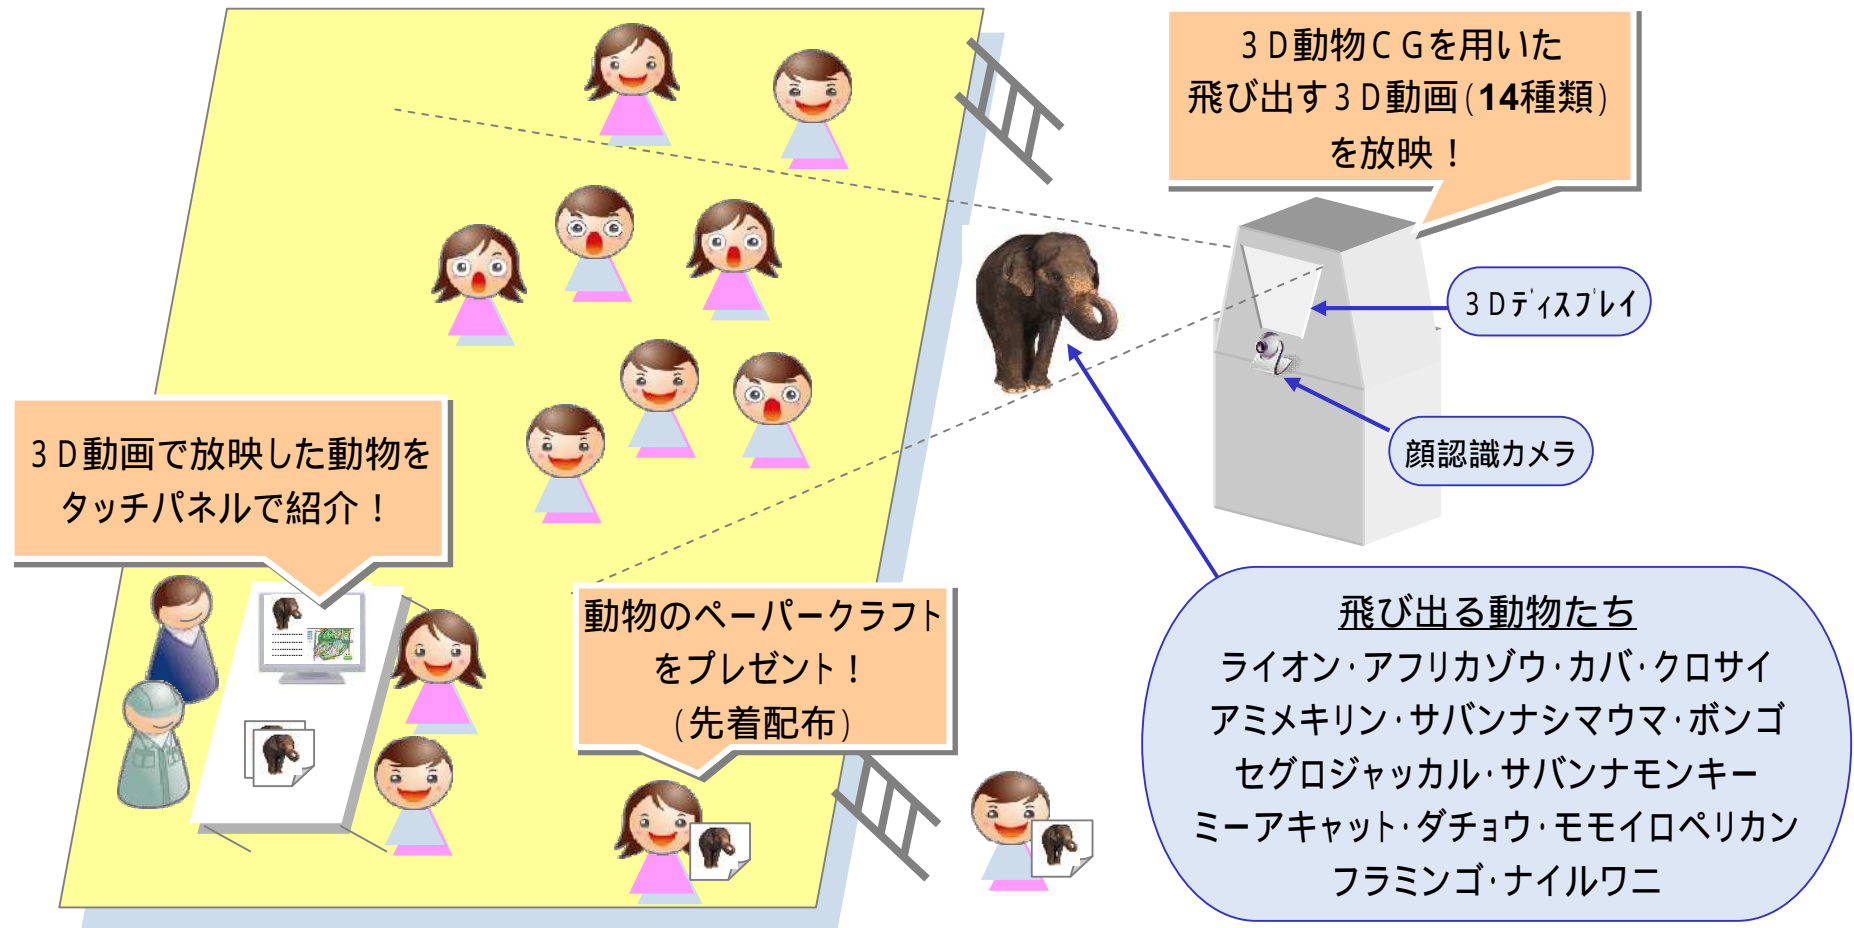 3D動物CGを用いた
飛び出す3D動画(14種類)
を放映!
3Dディスプレイ
顔認識カメラ
3D動画で放映した動物を
タッチパネルで紹介!
動物のペーパークラフト
をプレゼント!
(先着配布)
飛び出る動物たち
ライオン・アフリカゾウ・カバ・クロサイ
アミメキリン・サバンナシマウマ・ボンゴ
セグロジャッカル・サバンナモンキー
ミーアキャット・ダチョウ・モモイロペリカン
フラミンゴ・ナイルワニ